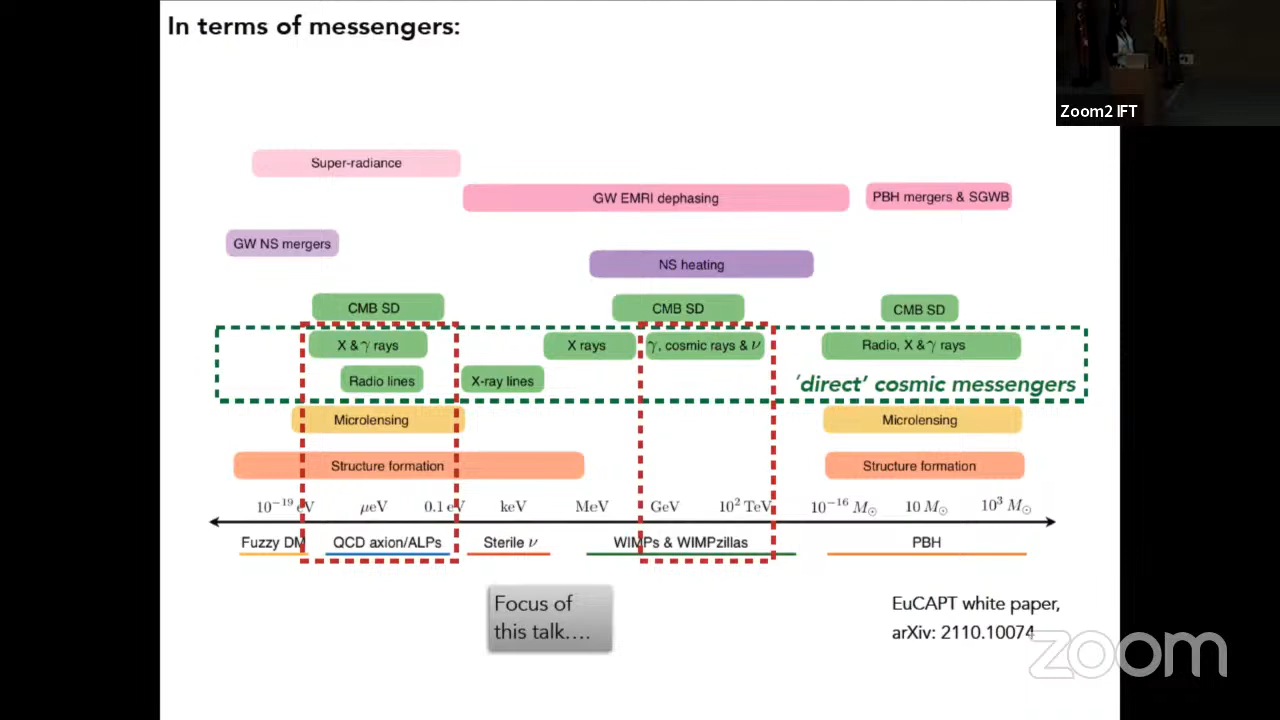 In terms of messengers:
Zoom2 IFT
Super-radiance
GW EMRI dephasing
PBH mergers & SGWB
GW NS mergers
NS heating
CMB SD
CMB SD
CMB SD
X & γ rays
X rays
γ, cosmic rays & ν
Radio, X & γ rays
Radio lines
X-ray lines
'direct' cosmic messengers
Microlensing
Microlensing
Structure formation
Structure formation
10⁻¹⁹ eV
μeV
0.1 eV
keV
MeV
GeV
10² TeV
10⁻¹⁶ M⊙
10 M⊙
10³ M⊙
Fuzzy DM
QCD axion/ALPs
Sterile ν
WIMPs & WIMPzillas
PBH
Focus of
this talk....
EuCAPT white paper,
arXiv: 2110.10074
zoom